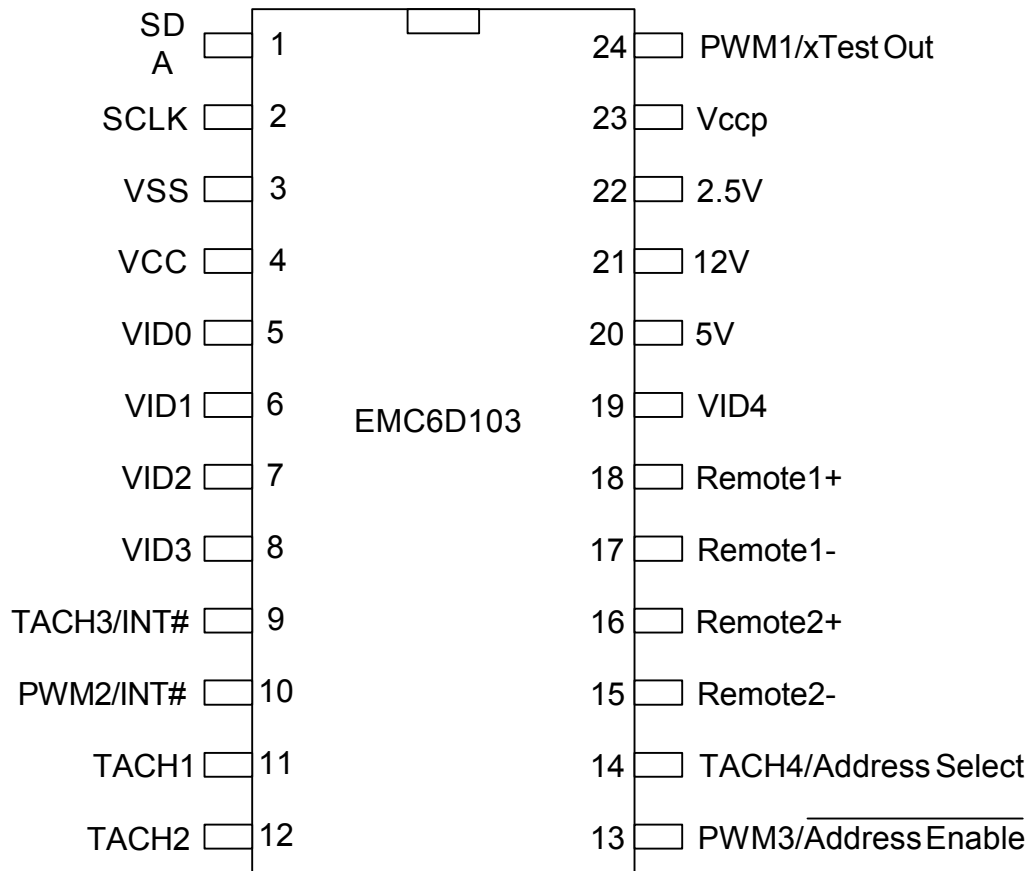 SD
A
1
24
PWM1/xTest Out
SCLK
2
23
Vccp
VSS
3
22
2.5V
VCC
4
21
12V
VID0
5
20
5V
VID1
6
EMC6D103
19
VID4
VID2
7
18
Remote1+
VID3
8
17
Remote1-
TACH3/INT#
9
16
Remote2+
PWM2/INT#
10
15
Remote2-
TACH1
11
14
TACH4/Address Select
TACH2
12
13
PWM3/Address Enable